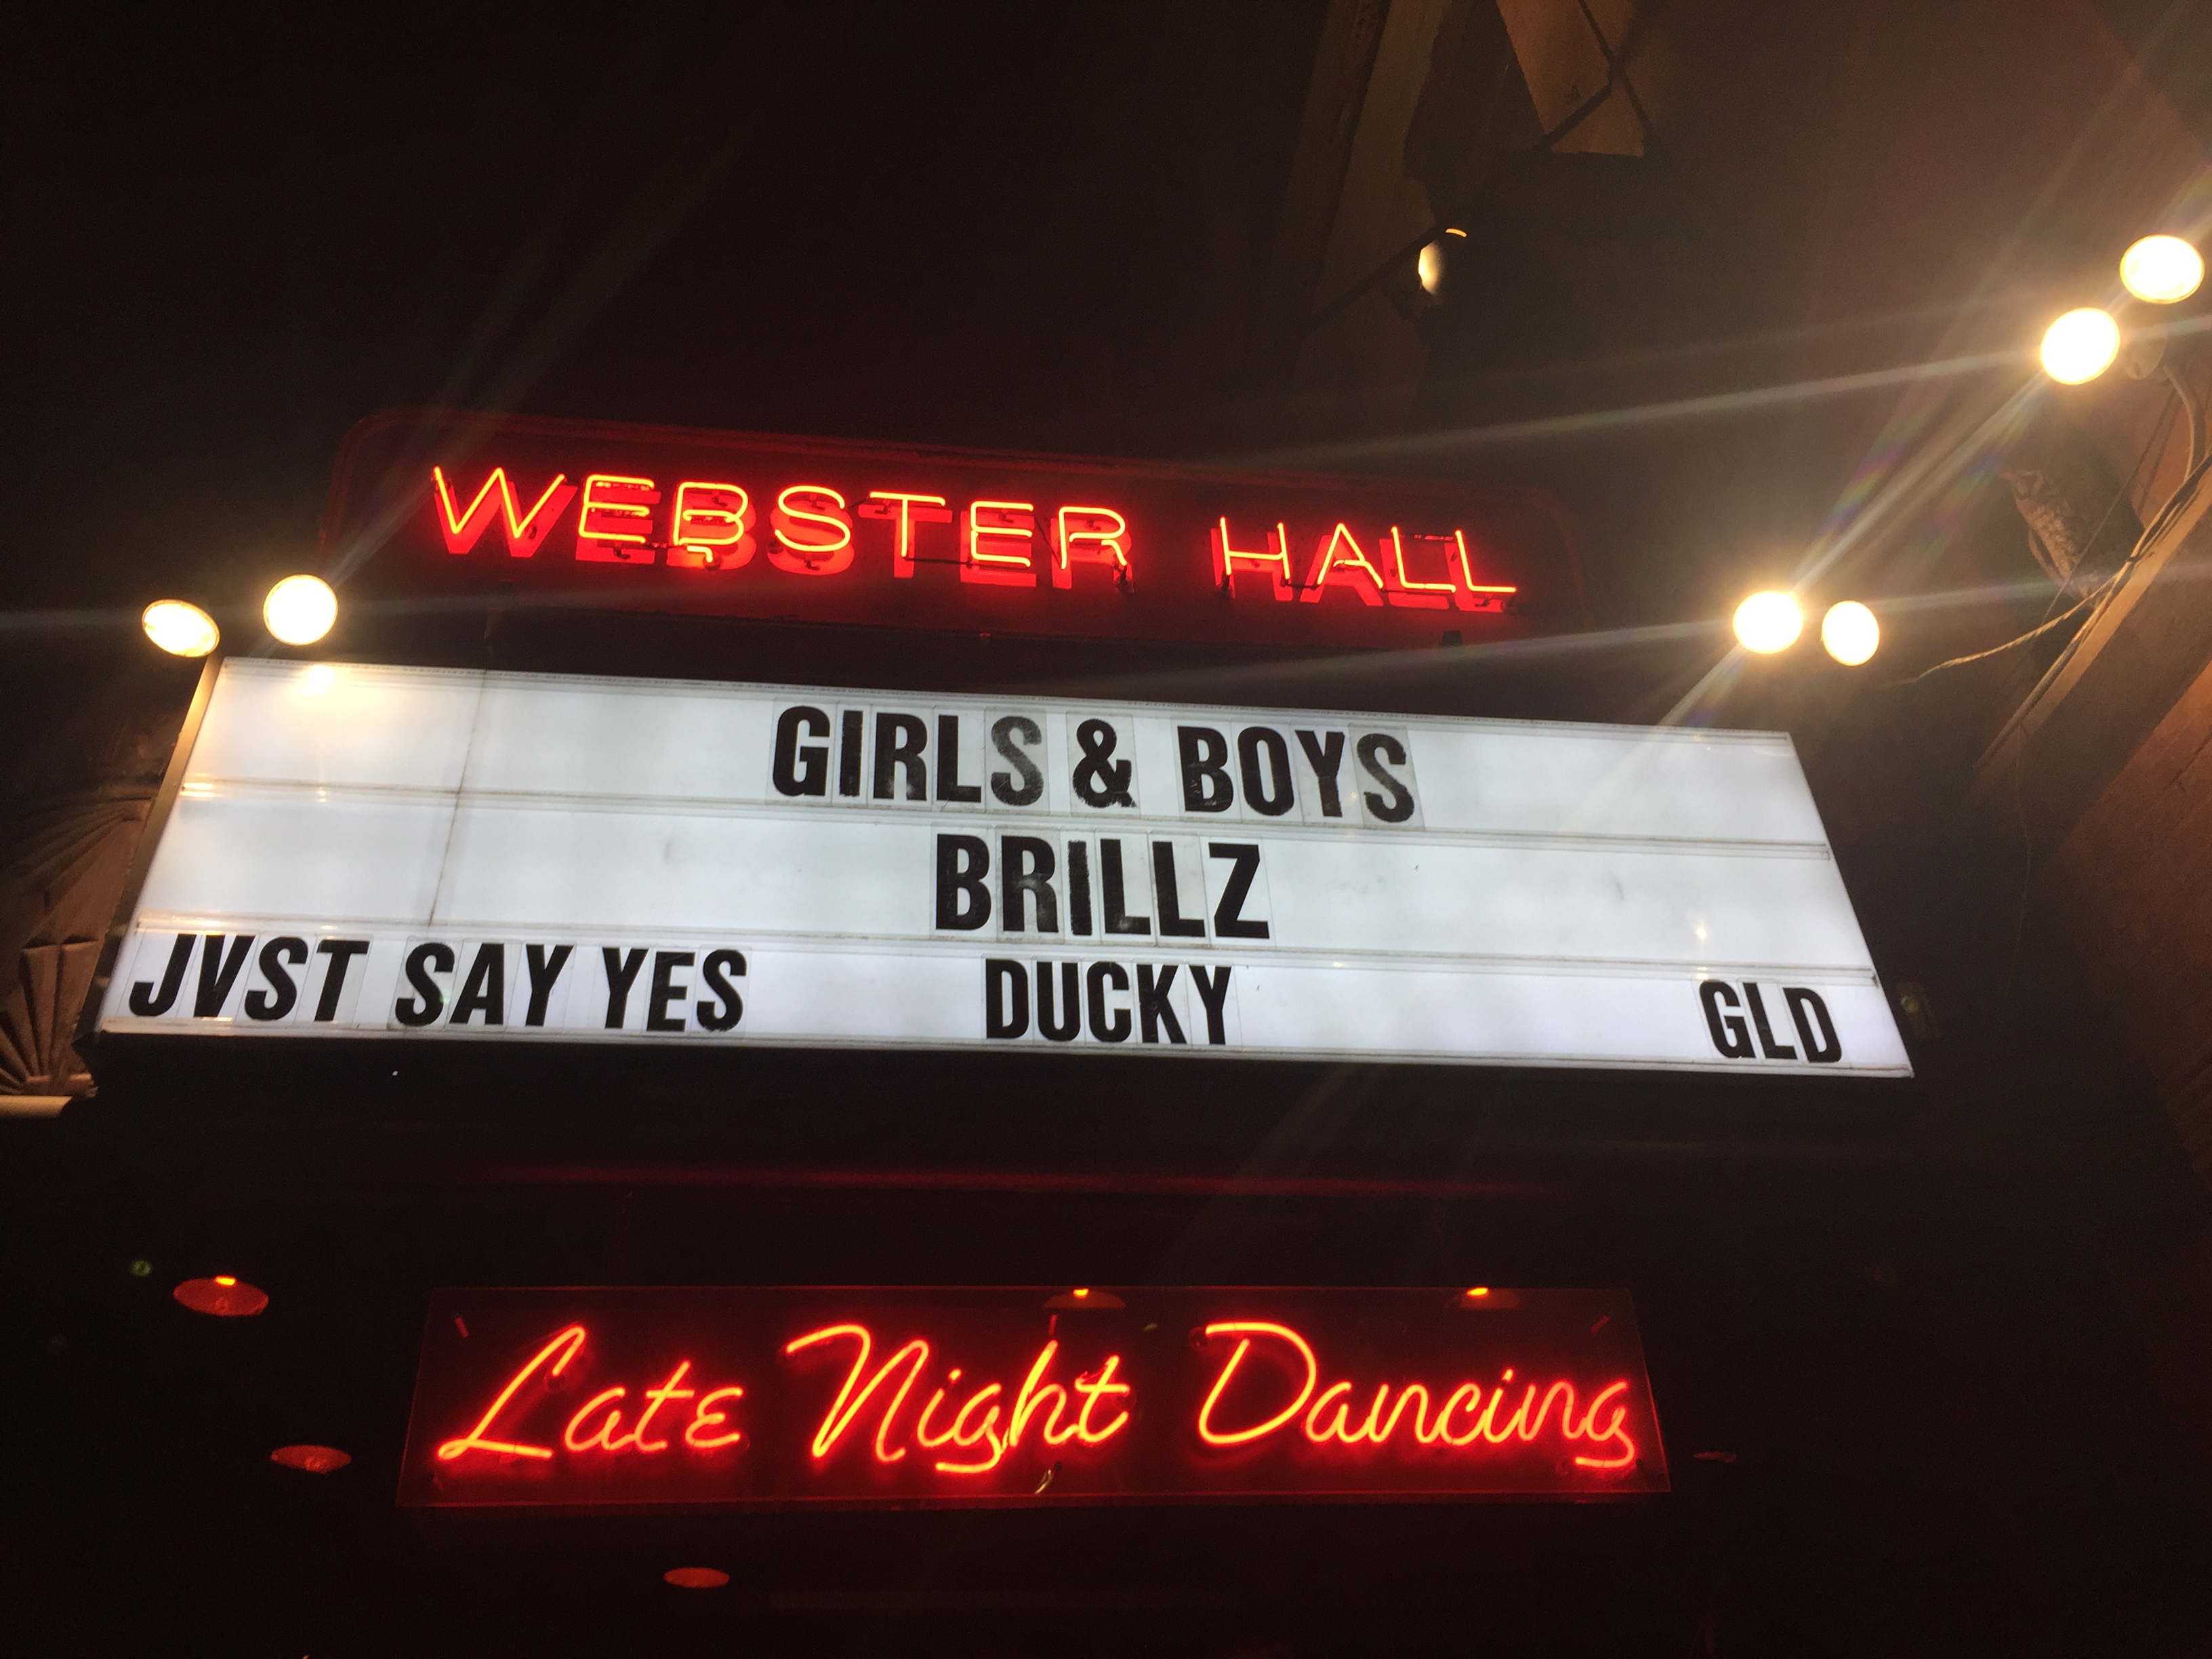 WEBSTER HALL
GIRLS & BOYS
BRILLZ
JVST SAY YES DUCKY GLD
Late Night Dancing